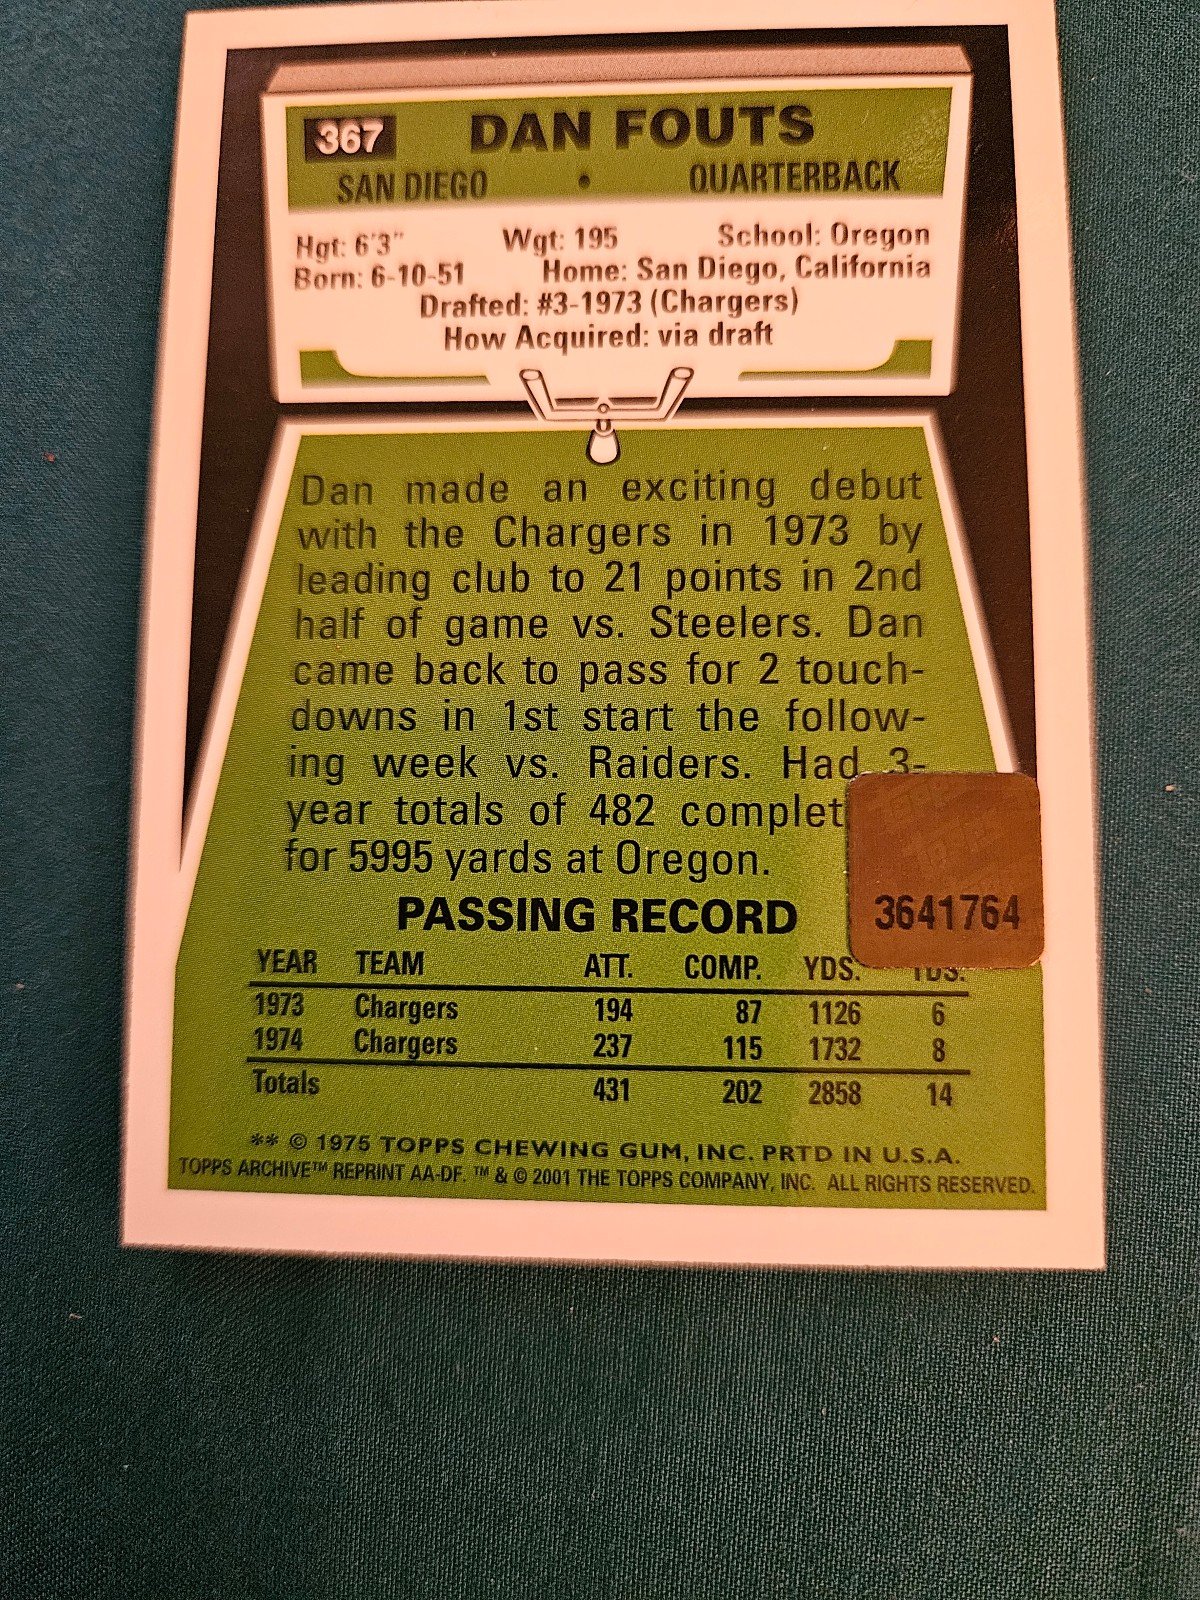 367 DAN FOUTS
SAN DIEGO • QUARTERBACK
Hgt: 6'3" Wgt: 195 School: Oregon
Born: 6-10-51 Home: San Diego, California
Drafted: #3-1973 (Chargers)
How Acquired: via draft
Dan made an exciting debut
with the Chargers in 1973 by
leading club to 21 points in 2nd
half of game vs. Steelers. Dan
came back to pass for 2 touch-
downs in 1st start the follow-
ing week vs. Raiders. Had 3-
year totals of 482 complet
for 5995 yards at Oregon.
3641764
PASSING RECORD
YEAR TEAM ATT. COMP. YDS. TDS.
1973 Chargers 194 87 1126 6
1974 Chargers 237 115 1732 8
Totals 431 202 2858 14
** © 1975 TOPPS CHEWING GUM, INC. PRTD IN U.S.A.
TOPPS ARCHIVE™ REPRINT AA-DF. ™ & © 2001 THE TOPPS COMPANY, INC. ALL RIGHTS RESERVED.